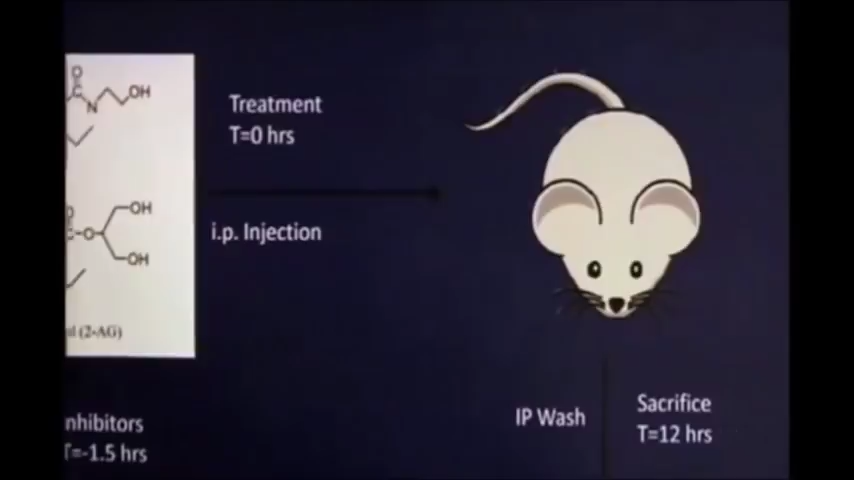 OH
N
Treatment
T=0 hrs
OH
O
OH
i.p. Injection
(2-AG)
IP Wash
Sacrifice
T=12 hrs
nhibitors
T=-1.5 hrs